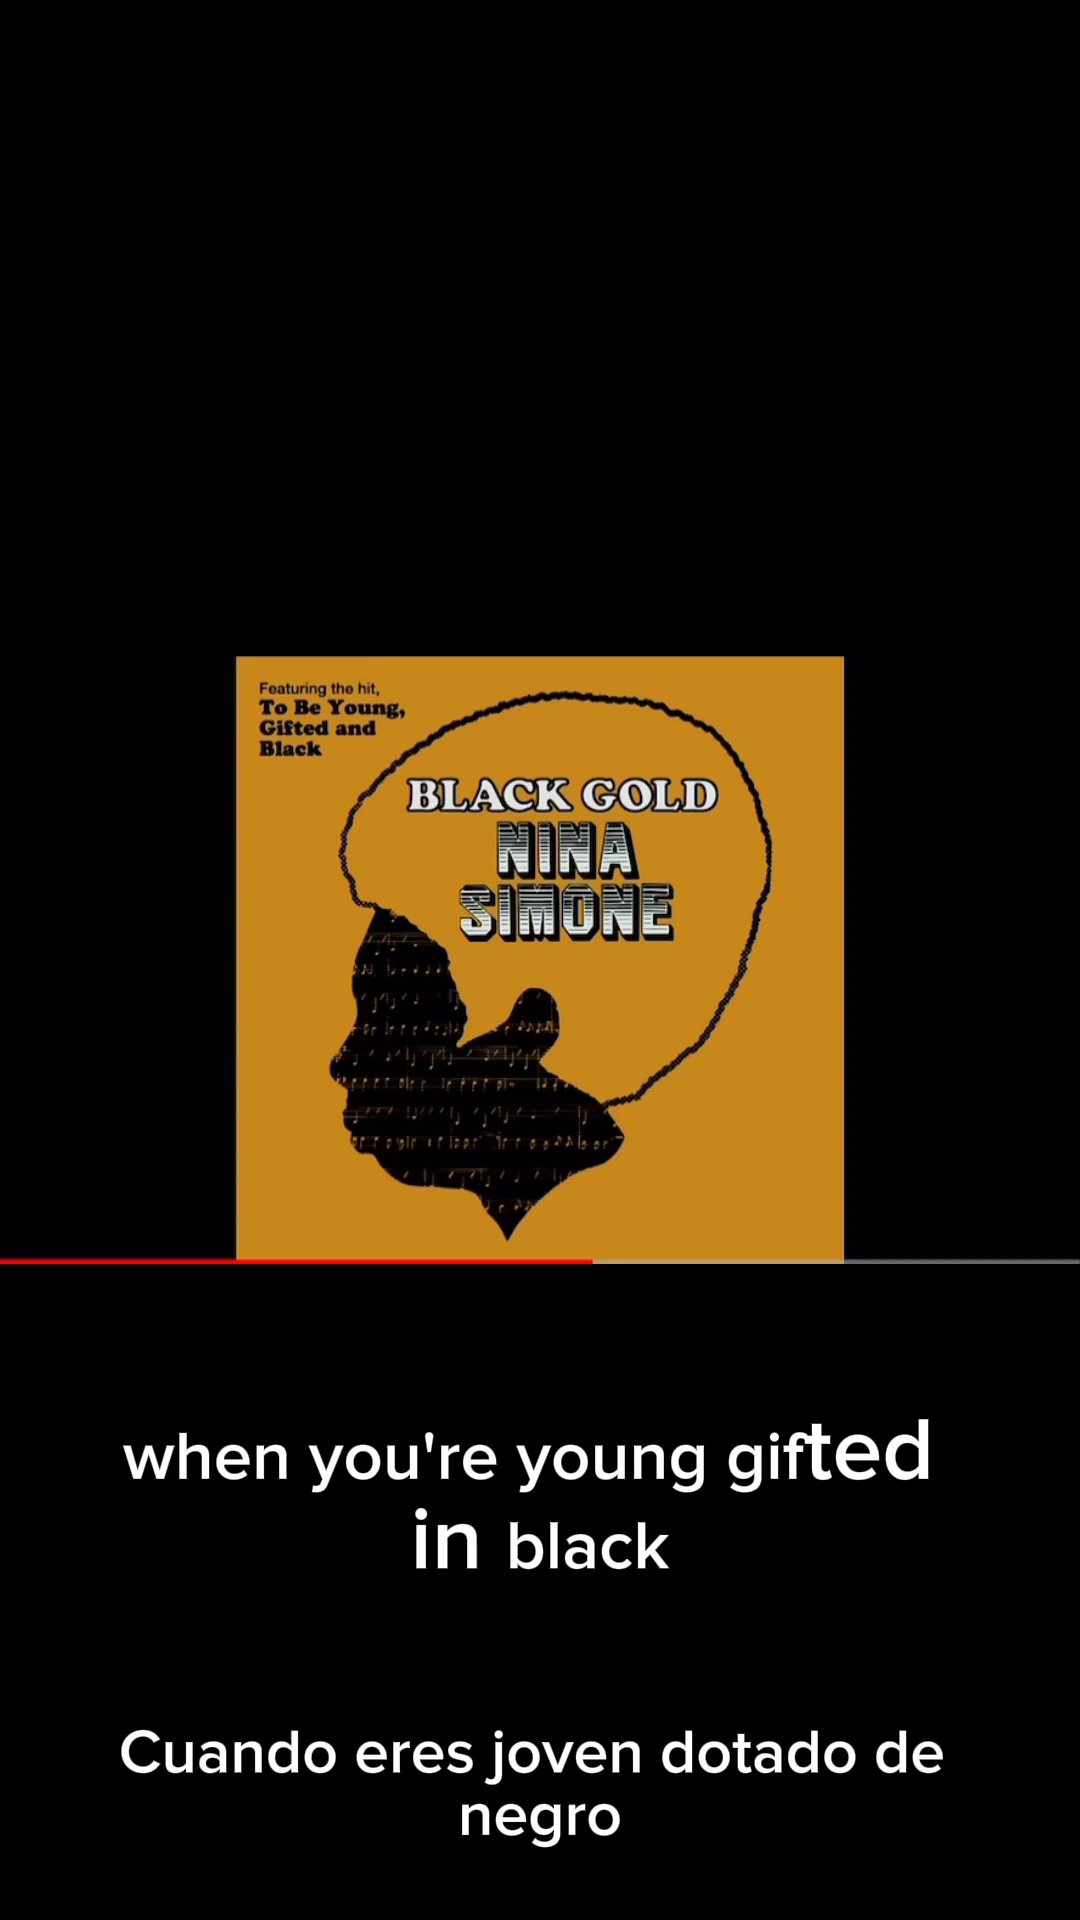 Featuring the hit,
To Be Young,
Gifted and
Black
BLACK GOLD
NINA
SIMONE
when you're young gifted
in black
Cuando eres joven dotado de
negro